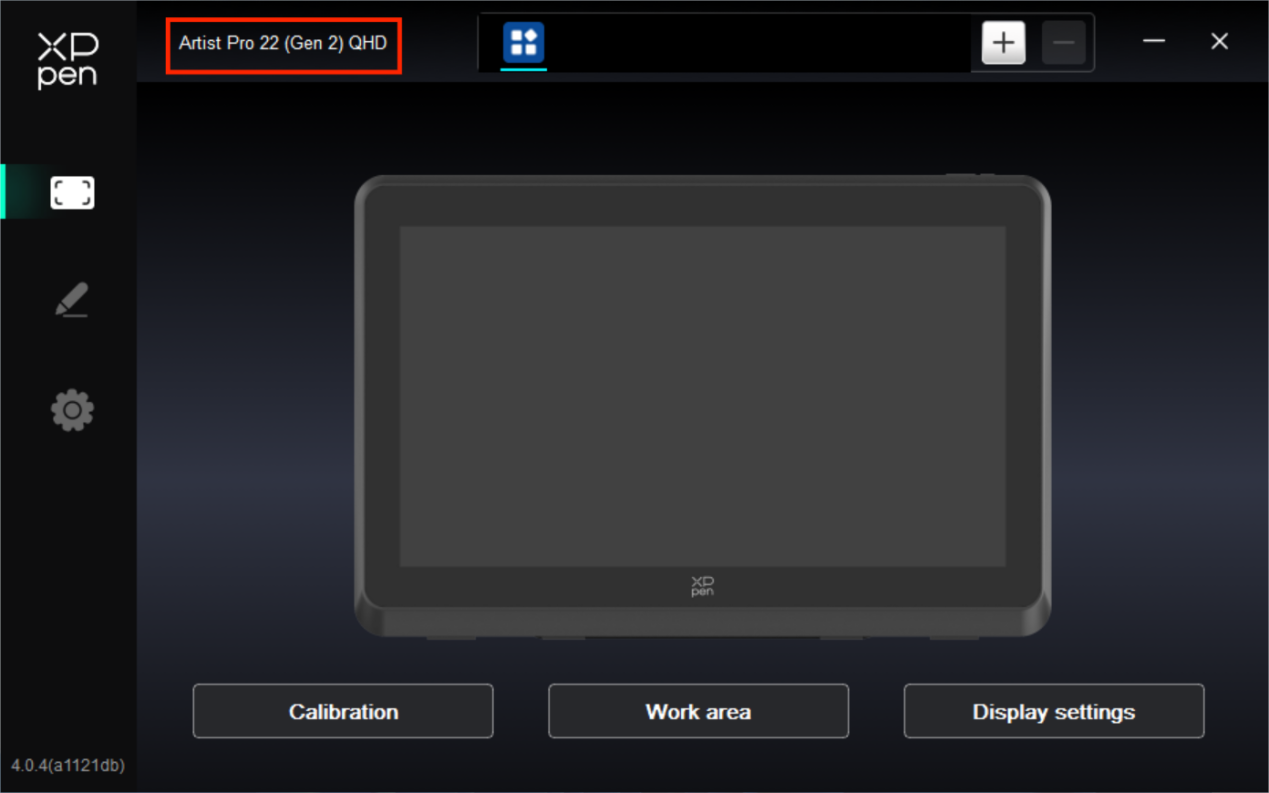 XP
pen
Artist Pro 22 (Gen 2) QHD
XP
pen
Calibration
Work area
Display settings
4.0.4(a1121db)